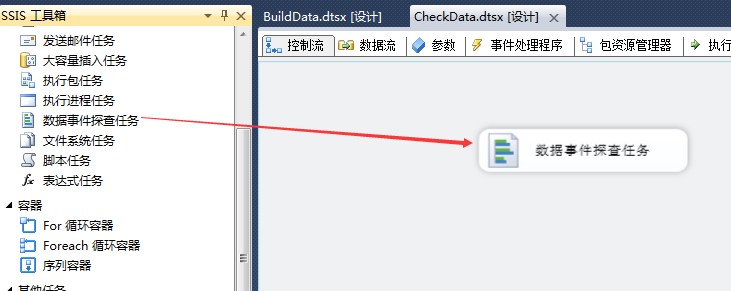 SSIS 工具箱
发送邮件任务
大容量插入任务
执行包任务
执行进程任务
数据事件探查任务
文件系统任务
脚本任务
fx 表达式任务
容器
For 循环容器
Foreach 循环容器
序列容器
其他任务
BuildData.dtsx [设计] CheckData.dtsx [设计]
控制流 数据流 参数 事件处理程序 包资源管理器 执行
数据事件探查任务